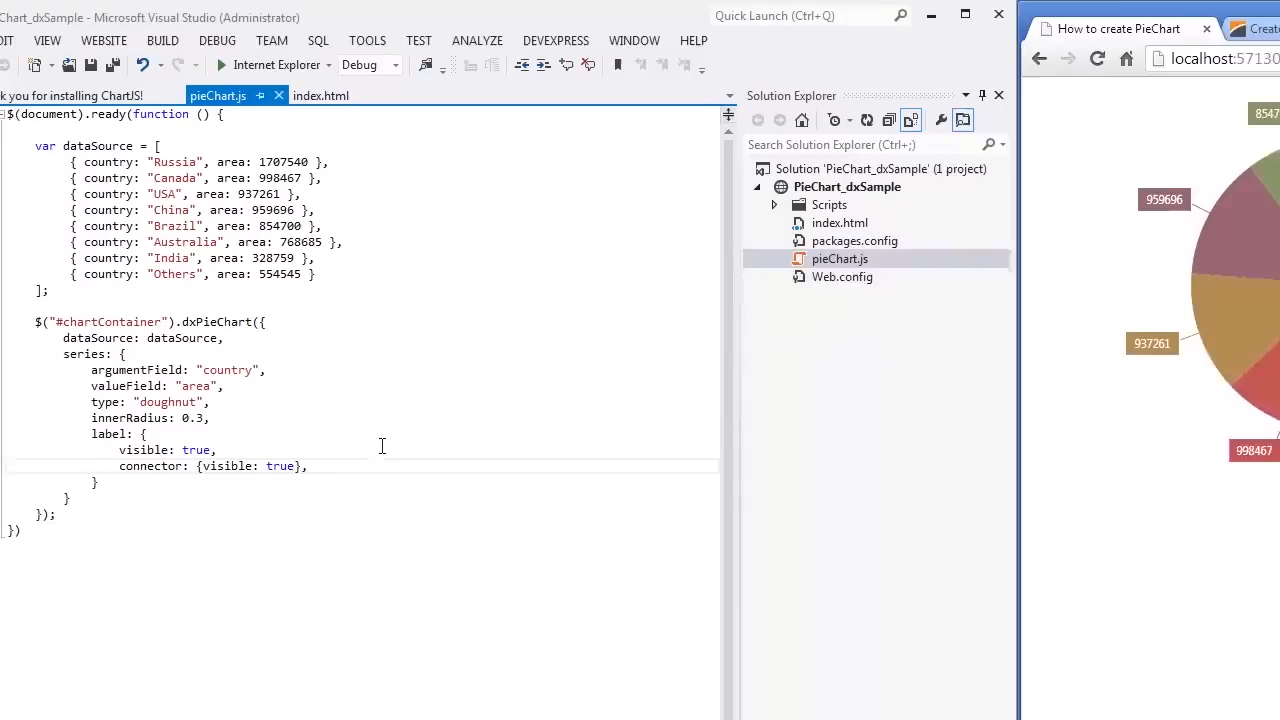 Chart_dxSample - Microsoft Visual Studio (Administrator)
Quick Launch (Ctrl+Q)
DIT VIEW WEBSITE BUILD DEBUG TEAM SQL TOOLS TEST ANALYZE DEVEXPRESS WINDOW HELP
Internet Explorer Debug
k you for installing ChartJS! pieChart.js index.html
$(document).ready(function () {
var dataSource = [
{ country: "Russia", area: 1707540 },
{ country: "Canada", area: 998467 },
{ country: "USA", area: 937261 },
{ country: "China", area: 959696 },
{ country: "Brazil", area: 854700 },
{ country: "Australia", area: 768685 },
{ country: "India", area: 328759 },
{ country: "Others", area: 554545 }
];
$("#chartContainer").dxPieChart({
dataSource: dataSource,
series: {
argumentField: "country",
valueField: "area",
type: "doughnut",
innerRadius: 0.3,
label: {
visible: true,
connector: {visible: true},
}
}
});
})
Solution Explorer
Search Solution Explorer (Ctrl+;)
Solution 'PieChart_dxSample' (1 project)
PieChart_dxSample
Scripts
index.html
packages.config
pieChart.js
Web.config
How to create PieChart
Create
localhost:57130
8547
959696
937261
998467